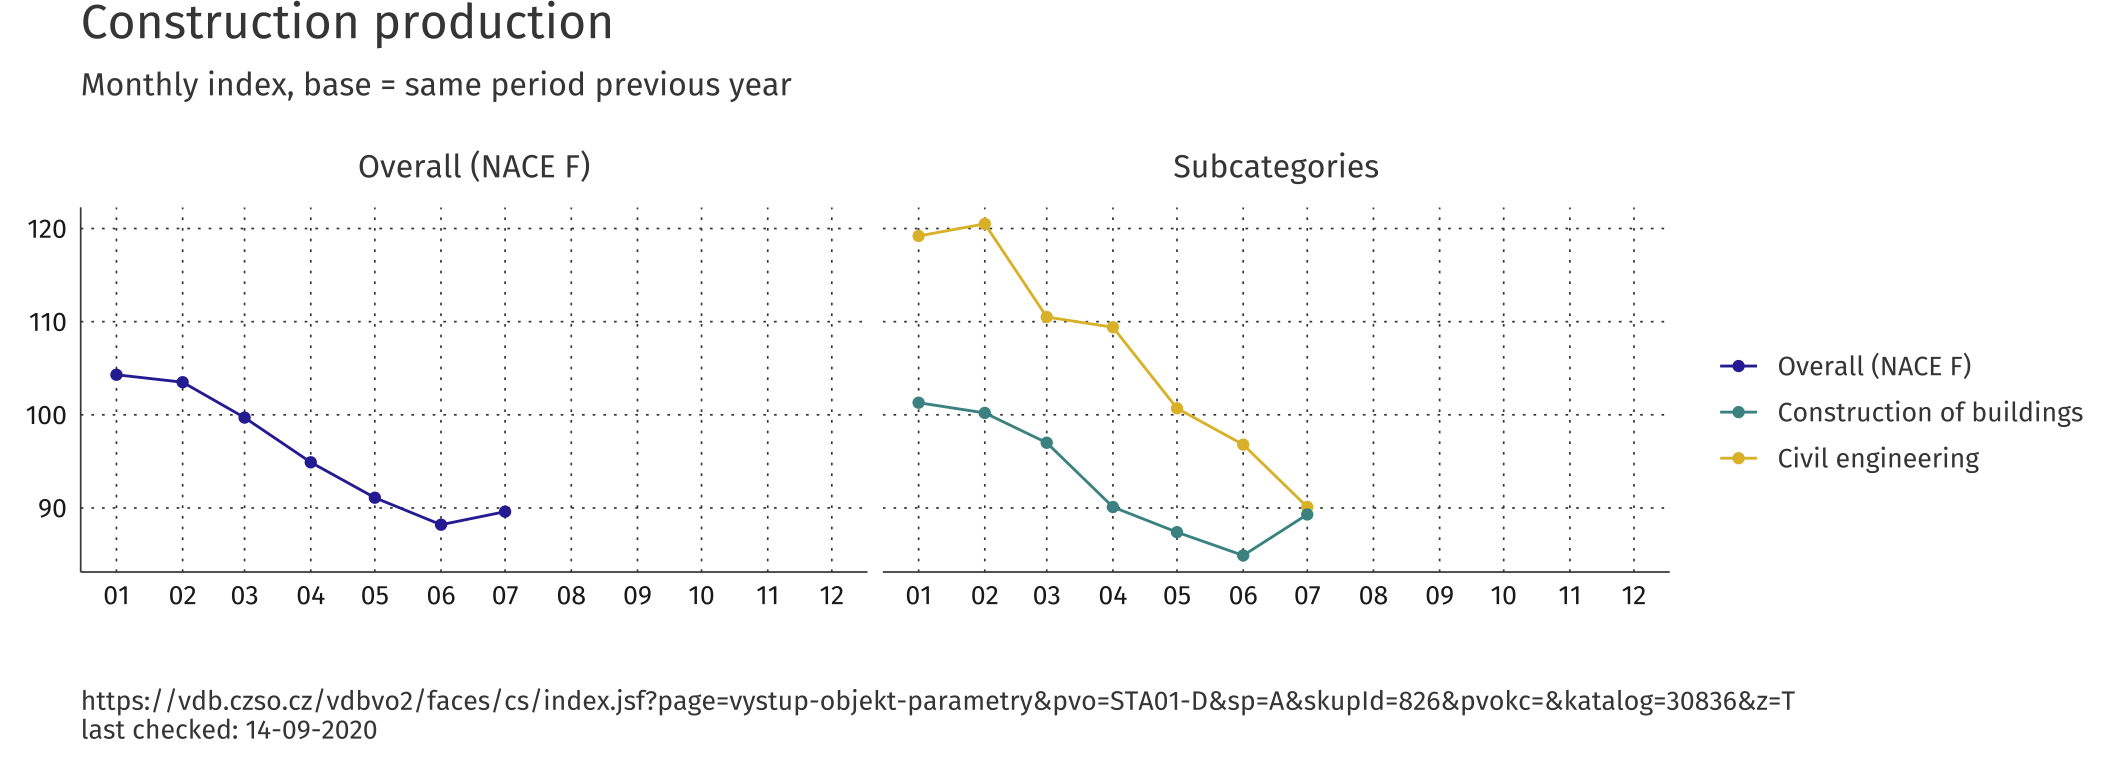 Construction production
Monthly index, base = same period previous year
Overall (NACE F)
Subcategories
120
110
100
90
01 02 03 04 05 06 07 08 09 10 11 12
01 02 03 04 05 06 07 08 09 10 11 12
Overall (NACE F)
Construction of buildings
Civil engineering
https://vdb.czso.cz/vdbvo2/faces/cs/index.jsf?page=vystup-objekt-parametry&pvo=STA01-D&sp=A&skupId=826&pvokc=&katalog=30836&z=T
last checked: 14-09-2020